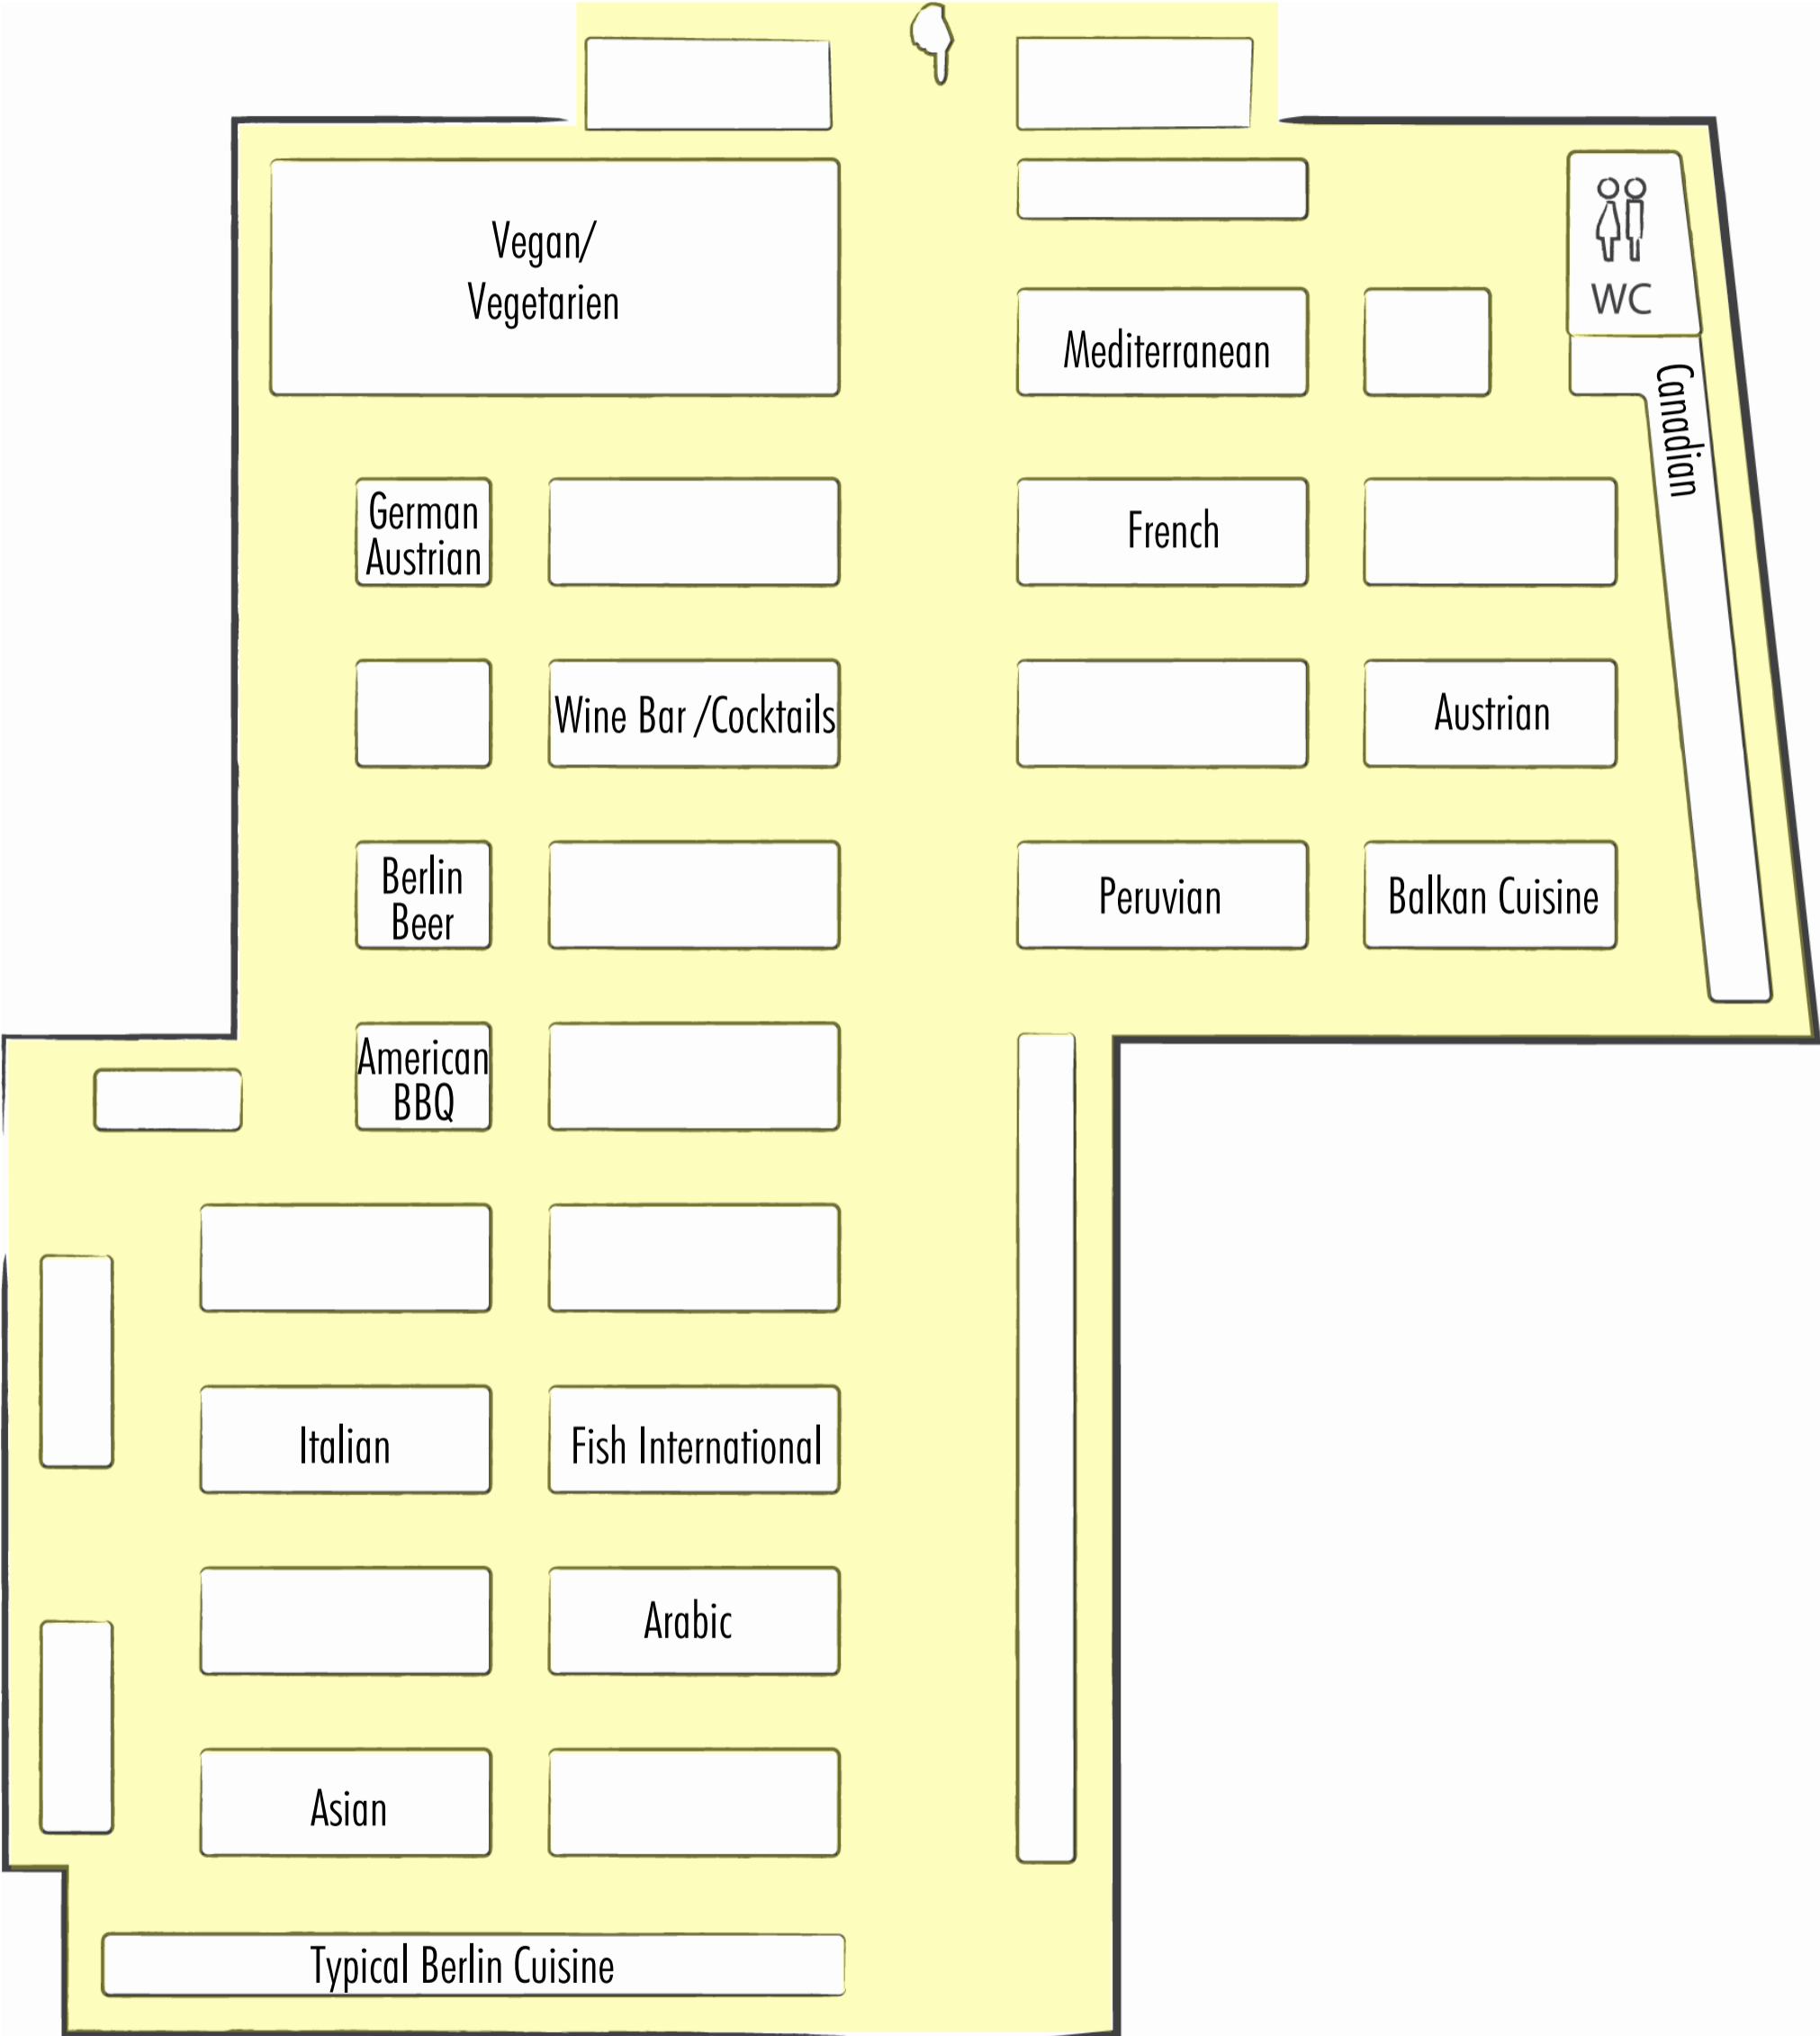 Vegan/
Vegetarien
WC
Mediterranean
Canadian
German
Austrian
French
Wine Bar /Cocktails
Austrian
Berlin
Beer
Peruvian
Balkan Cuisine
American
BBQ
Italian
Fish International
Arabic
Asian
Typical Berlin Cuisine